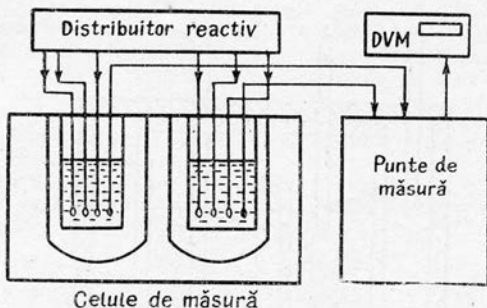 Distribuitor reactiv
DVM
Punte de
măsură
Celule de măsură